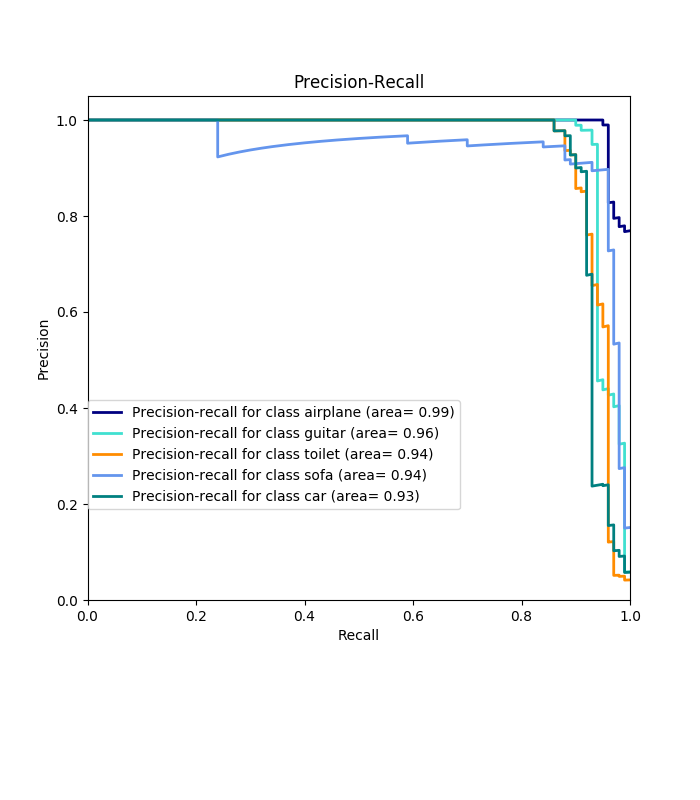 Precision-Recall
1.0
0.8
0.6
0.4
0.2
0.0
Precision
Precision-recall for class airplane (area= 0.99)
Precision-recall for class guitar (area= 0.96)
Precision-recall for class toilet (area= 0.94)
Precision-recall for class sofa (area= 0.94)
Precision-recall for class car (area= 0.93)
0.0 0.2 0.4 0.6 0.8 1.0
Recall